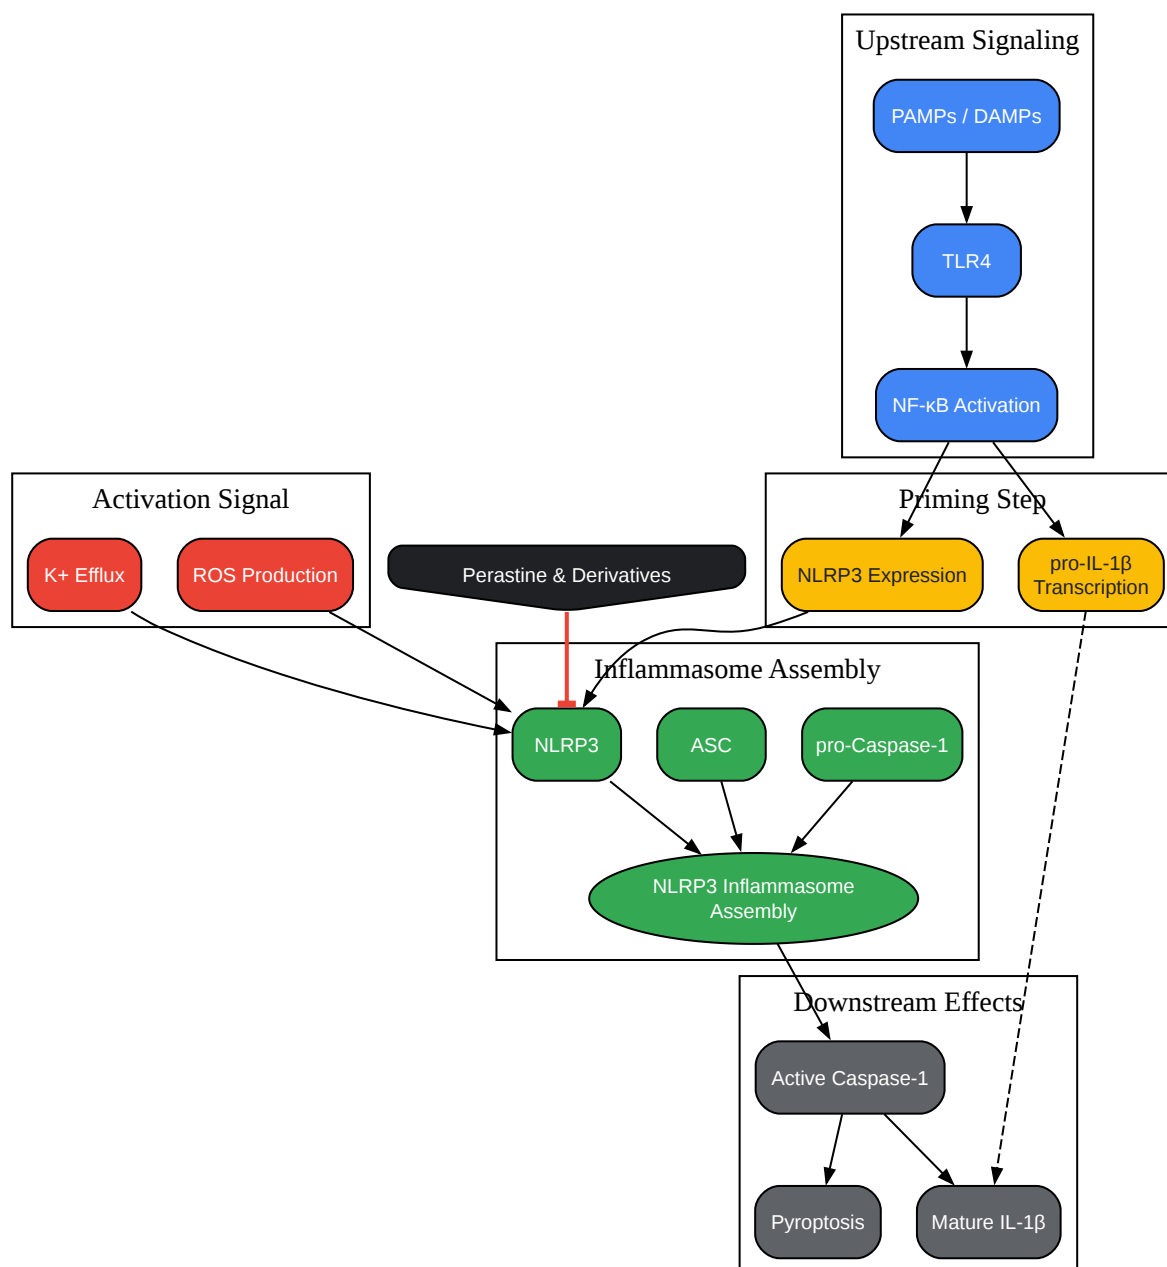 Upstream Signaling
PAMPs / DAMPs
TLR4
NF-κB Activation
Activation Signal
K+ Efflux
ROS Production
Perastine & Derivatives
Priming Step
NLRP3 Expression
pro-IL-1β
Transcription
Inflammasome Assembly
NLRP3
ASC
pro-Caspase-1
NLRP3 Inflammasome
Assembly
Downstream Effects
Active Caspase-1
Pyroptosis
Mature IL-1β